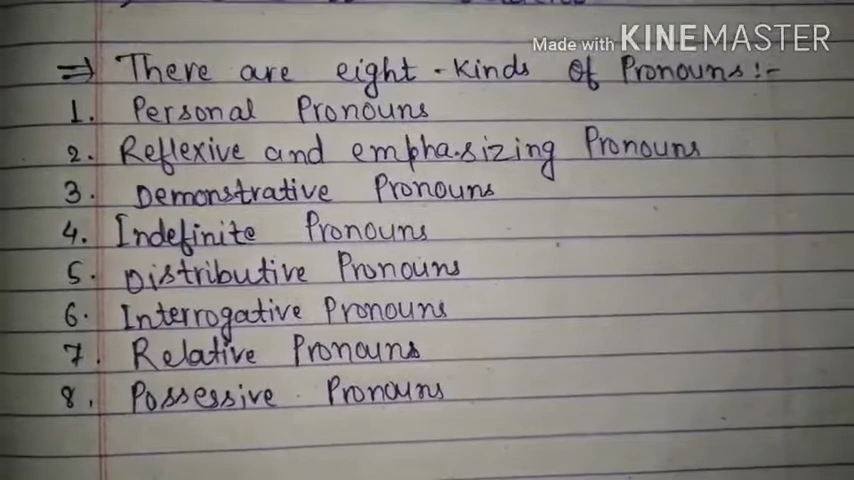 Made with KINEMASTER
⇒ There are eight - kinds of Pronouns :-
1. Personal Pronouns
2. Reflexive and emphasizing Pronouns
3. Demonstrative Pronouns
4. Indefinite Pronouns
5. Distributive Pronouns
6. Interrogative Pronouns
7. Relative Pronouns
8. Possessive Pronouns